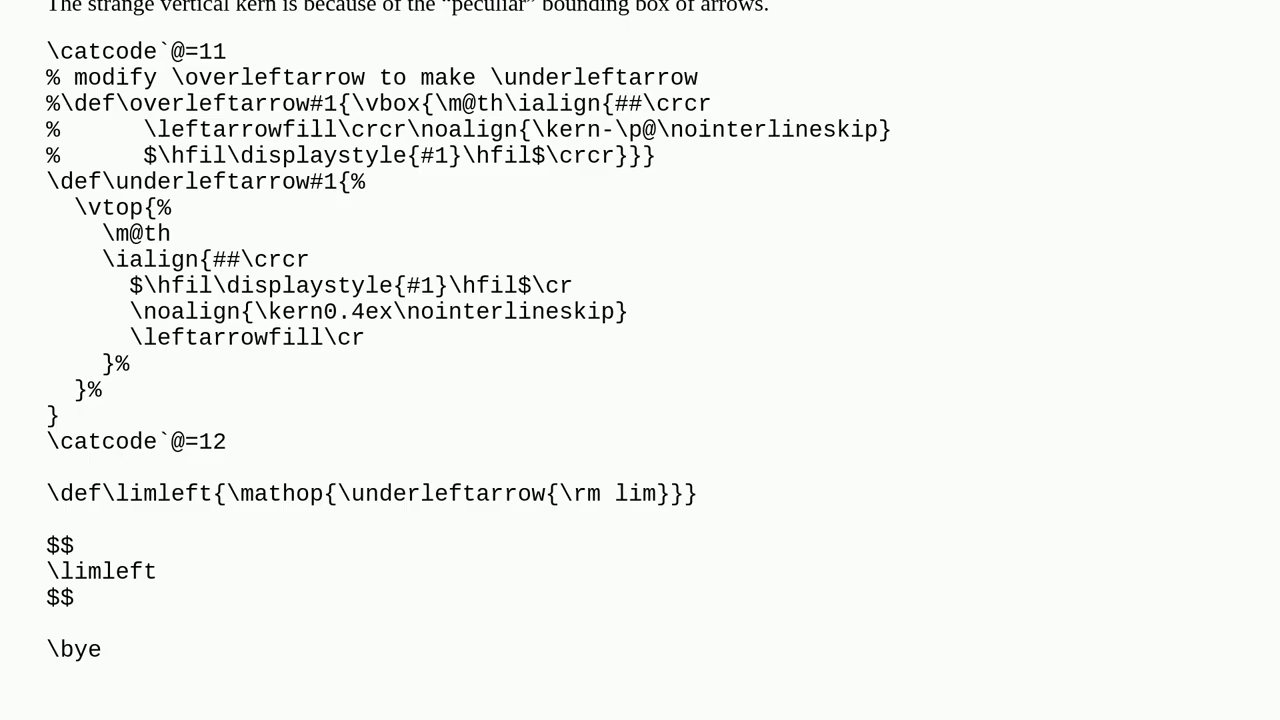 The strange vertical kern is because of the “peculiar” bounding box of arrows.
\catcode`@=11
% modify \overleftarrow to make \underleftarrow
%\def\overleftarrow#1{\vbox{\m@th\ialign{##\crcr
%      \leftarrowfill\crcr\noalign{\kern-\p@\nointerlineskip}
%      $\hfil\displaystyle{#1}\hfil$\crcr}}}
\def\underleftarrow#1{%
  \vtop{%
    \m@th
    \ialign{##\crcr
      $\hfil\displaystyle{#1}\hfil$\cr
      \noalign{\kern0.4ex\nointerlineskip}
      \leftarrowfill\cr
    }%
  }%
}
\catcode`@=12
\def\limleft{\mathop{\underleftarrow{\rm lim}}}
$$
\limleft
$$
\bye